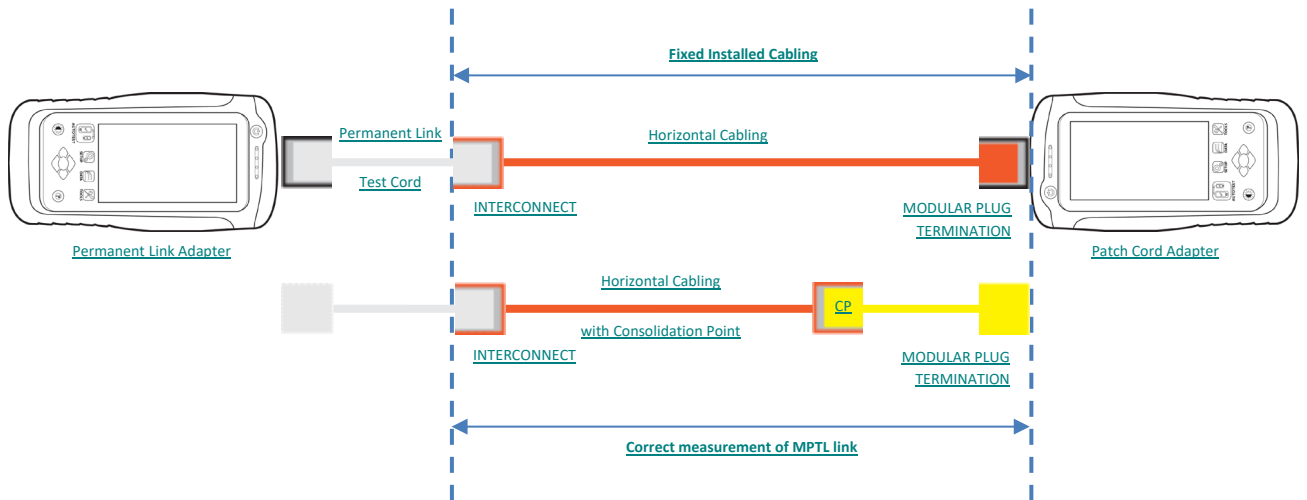 Fixed Installed Cabling
Permanent Link
Horizontal Cabling
Test Cord
INTERCONNECT
MODULAR PLUG
TERMINATION
Permanent Link Adapter
Patch Cord Adapter
Horizontal Cabling
CP
with Consolidation Point
INTERCONNECT
MODULAR PLUG
TERMINATION
Correct measurement of MPTL link